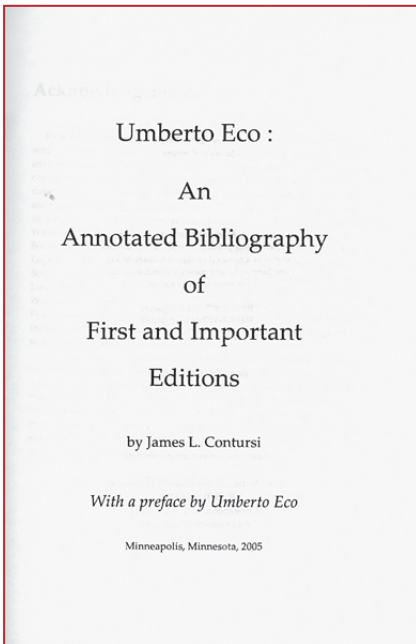 Umberto Eco :
An
Annotated Bibliography
of
First and Important
Editions
by James L. Contursi
With a preface by Umberto Eco
Minneapolis, Minnesota, 2005